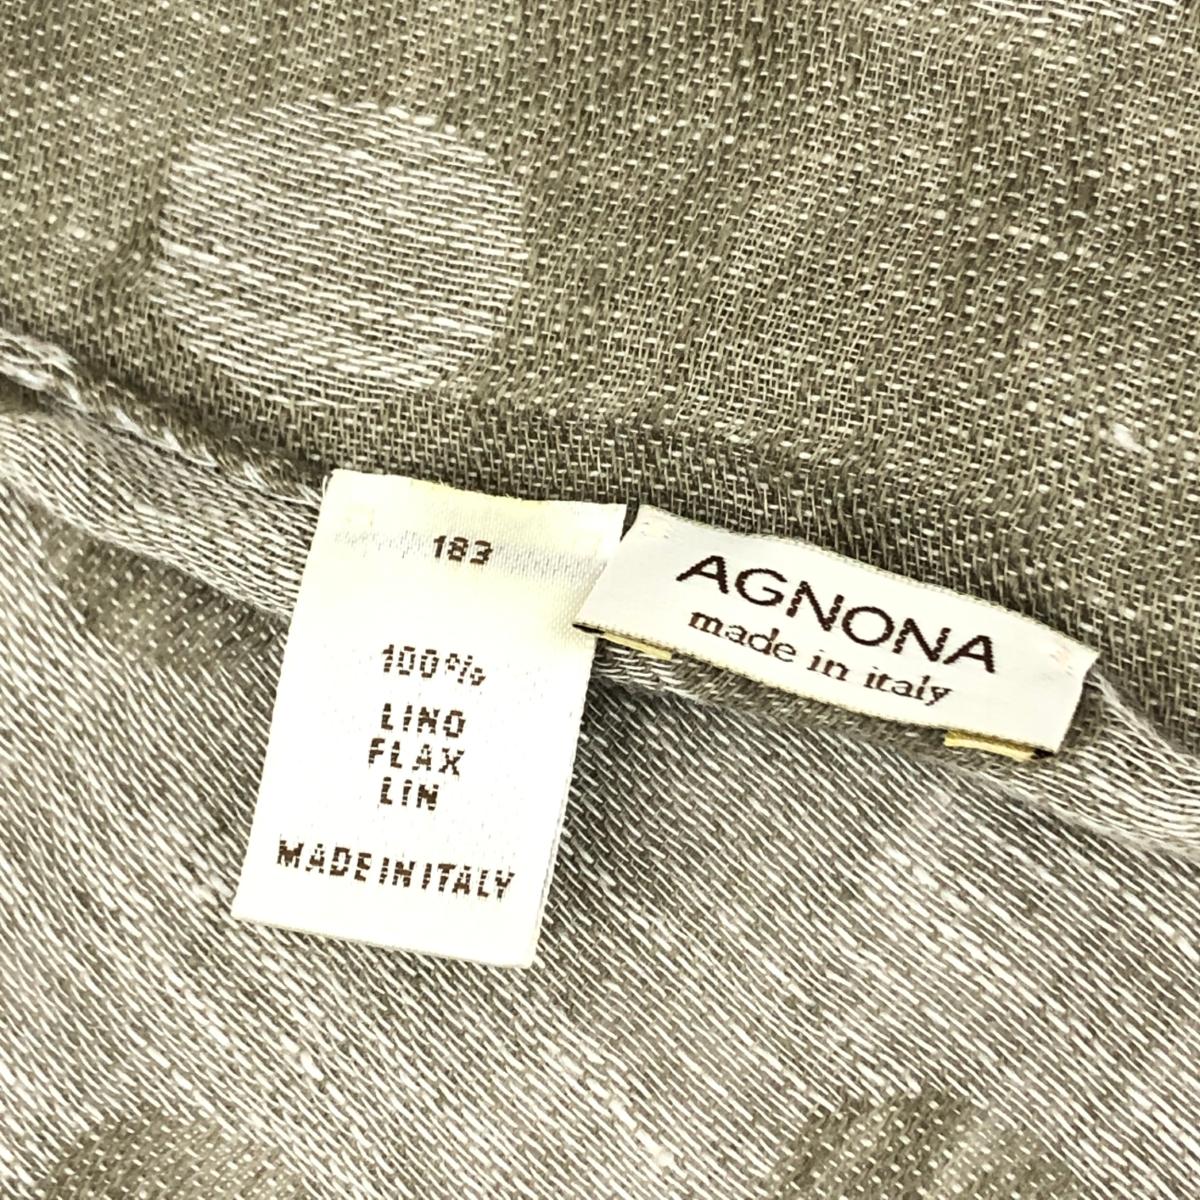 183
100%
LINO
FLAX
LIN
MADE IN ITALY
AGNONA
made in italy